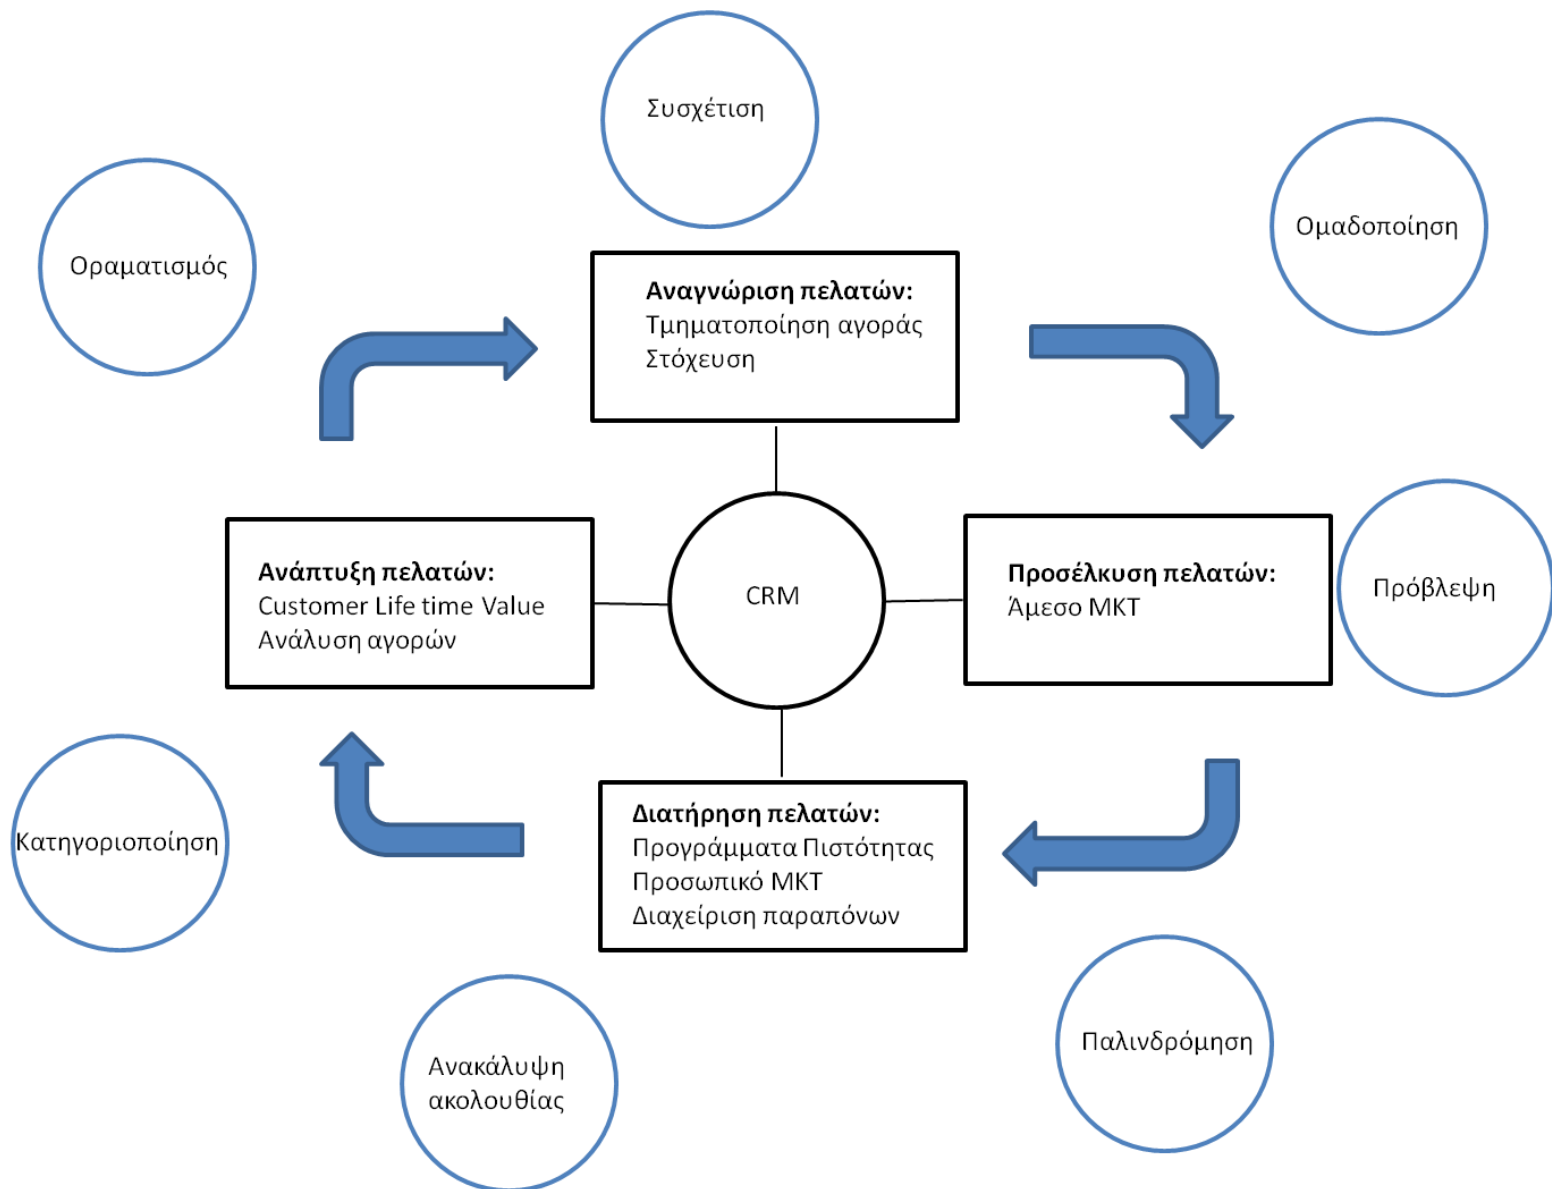 Συσχέτιση
Ομαδοποίηση
Οραματισμός
Αναγνώριση πελατών:
Τμηματοποίηση αγοράς
Στόχευση
Ανάπτυξη πελατών:
Customer Life time Value
Ανάλυση αγορών
CRM
Προσέλκυση πελατών:
Άμεσο ΜΚΤ
Πρόβλεψη
Κατηγοριοποίηση
Διατήρηση πελατών:
Προγράμματα Πιστότητας
Προσωπικό ΜΚΤ
Διαχείριση παραπόνων
Ανακάλυψη
ακολουθίας
Παλινδρόμηση